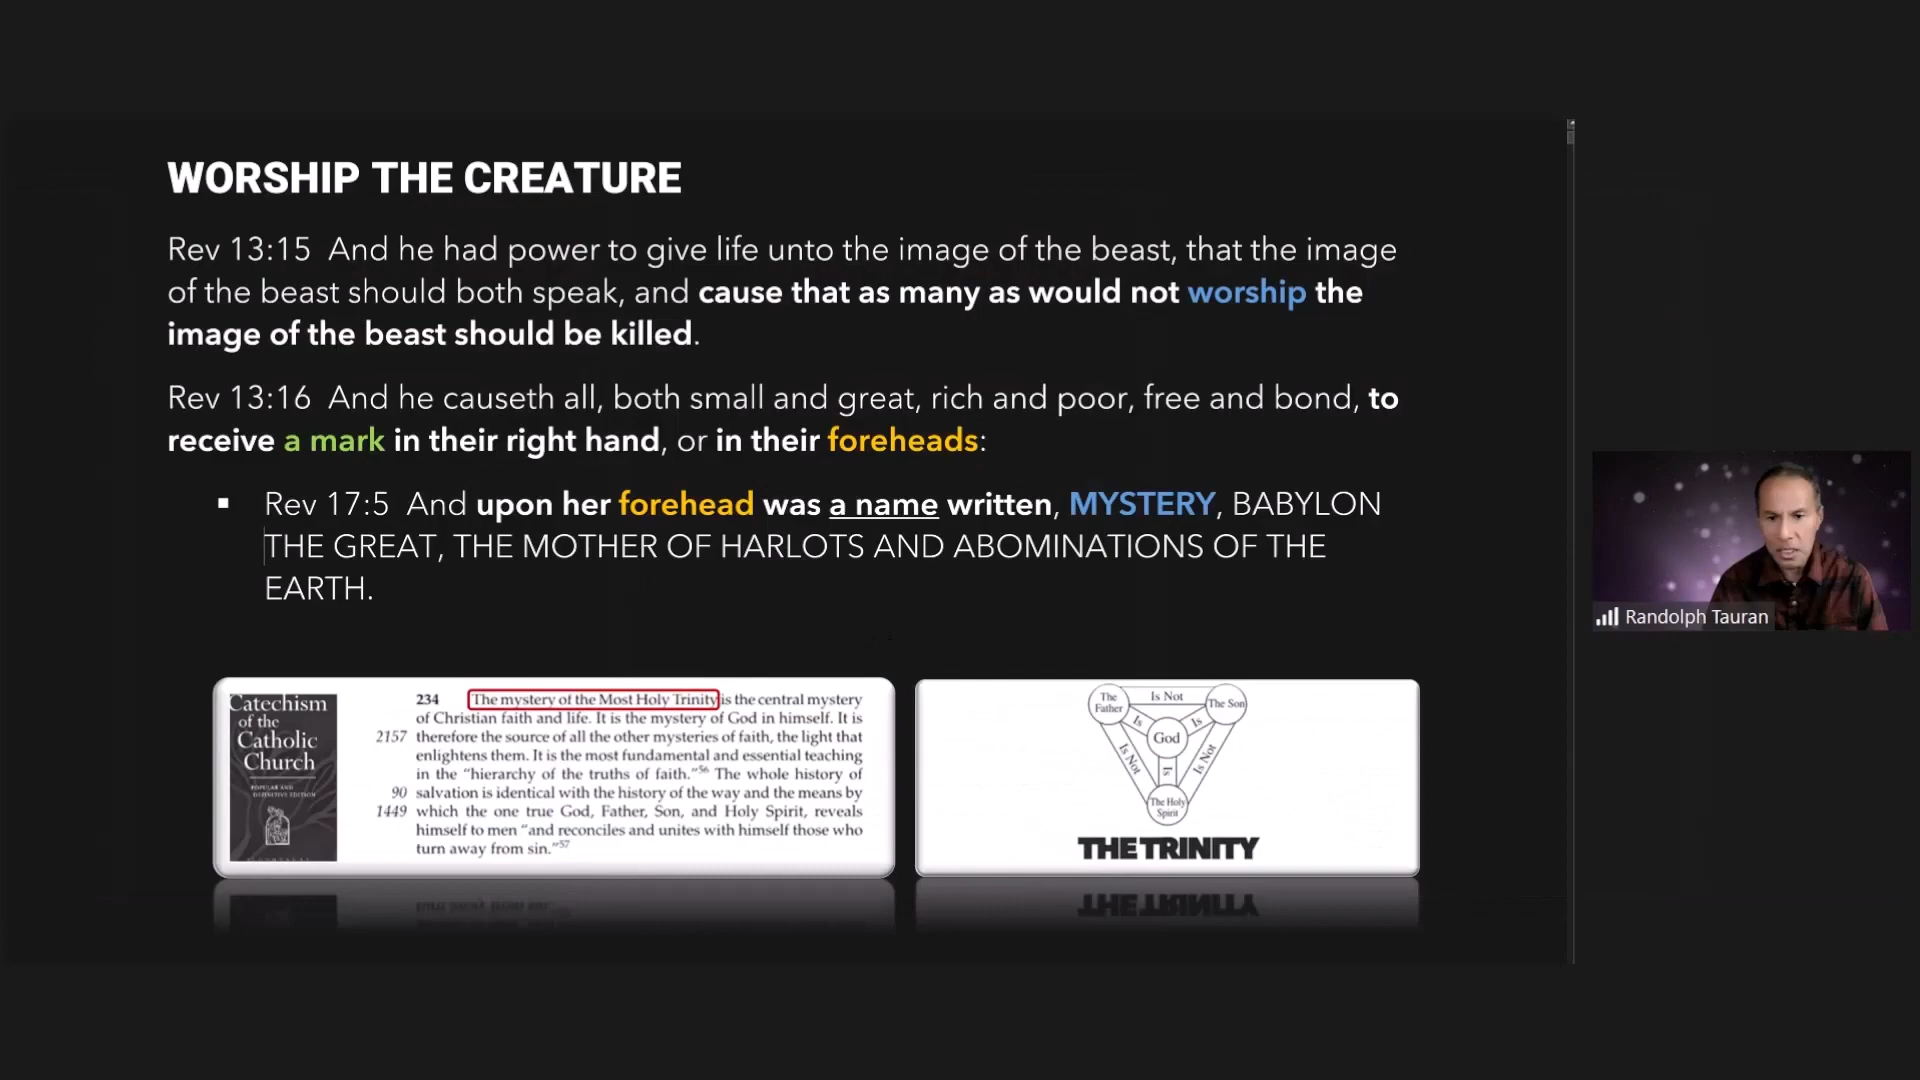 WORSHIP THE CREATURE
Rev 13:15 And he had power to give life unto the image of the beast, that the image
of the beast should both speak, and cause that as many as would not worship the
image of the beast should be killed.
Rev 13:16 And he causeth all, both small and great, rich and poor, free and bond, to
receive a mark in their right hand, or in their foreheads:
▪ Rev 17:5 And upon her forehead was a name written, MYSTERY, BABYLON
THE GREAT, THE MOTHER OF HARLOTS AND ABOMINATIONS OF THE
EARTH.
Catechism
of the
Catholic
Church
POPULAR AND
DEFINITIVE EDITION
234 The mystery of the Most Holy Trinity is the central mystery
of Christian faith and life. It is the mystery of God in himself. It is
2157 therefore the source of all the other mysteries of faith, the light that
enlightens them. It is the most fundamental and essential teaching
in the "hierarchy of the truths of faith."56 The whole history of
90 salvation is identical with the history of the way and the means by
1449 which the one true God, Father, Son, and Holy Spirit, reveals
himself to men "and reconciles and unites with himself those who
turn away from sin."57
The
Father
Is Not
The Son
Is
Is
God
Is Not
Is
Is Not
The Holy
Spirit
THE TRINITY
Randolph Tauran